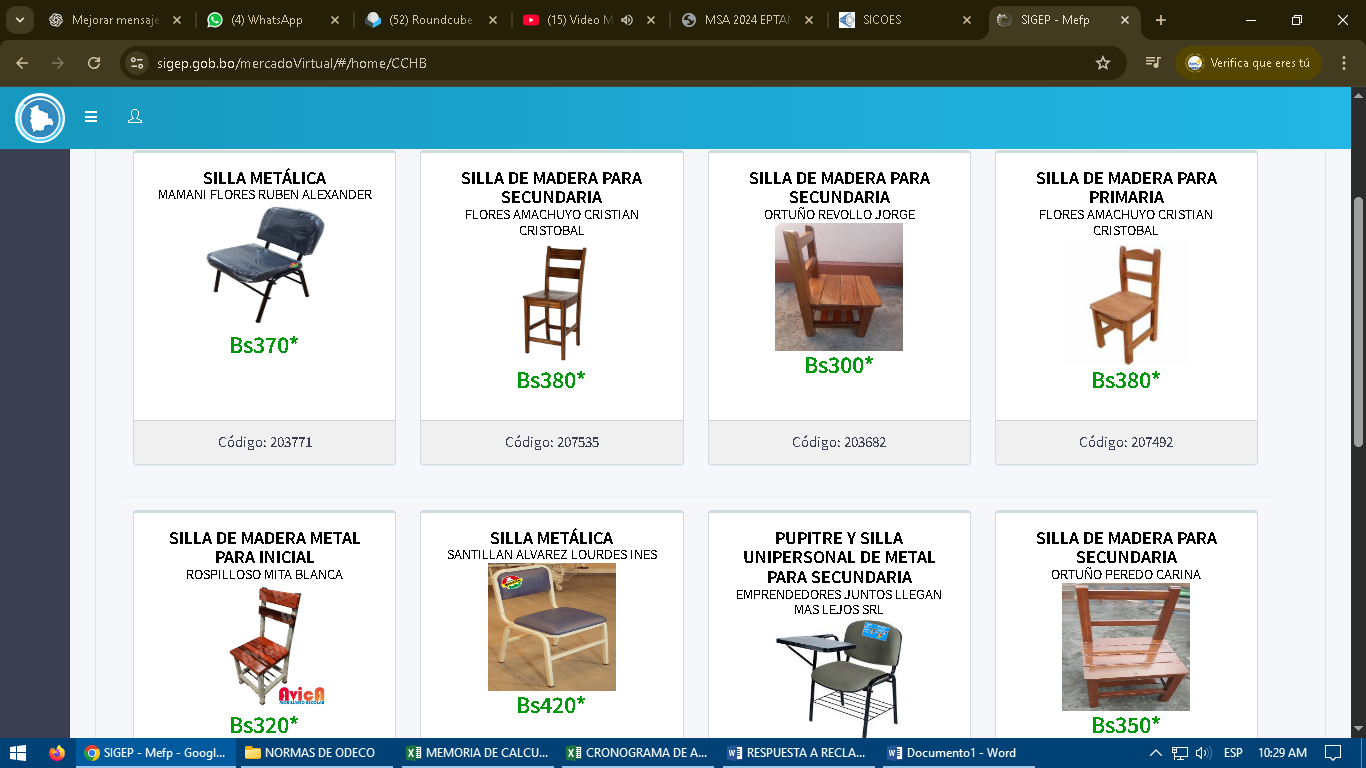 Mejorar mensaje
(4) WhatsApp
(52) Roundcube
(15) Video M
MSA 2024 EPTAM
SICOES
SIGEP - Mefp
sigep.gob.bo/mercadoVirtual/#/home/CCHB
Verifica que eres tú
SILLA METÁLICA
MAMANI FLORES RUBEN ALEXANDER
Bs370*
Código: 203771
SILLA DE MADERA PARA
SECUNDARIA
FLORES AMACHUYO CRISTIAN
CRISTOBAL
Bs380*
Código: 207535
SILLA DE MADERA PARA
SECUNDARIA
ORTUÑO REVOLLO JORGE
Bs300*
Código: 203682
SILLA DE MADERA PARA
PRIMARIA
FLORES AMACHUYO CRISTIAN
CRISTOBAL
Bs380*
Código: 207492
SILLA DE MADERA METAL
PARA INICIAL
ROSPILLOSO MITA BLANCA
AvicA
MOBILIARIO ESCOLAR
Bs320*
SILLA METÁLICA
SANTILLAN ALVAREZ LOURDES INES
Bs420*
PUPITRE Y SILLA
UNIPERSONAL DE METAL
PARA SECUNDARIA
EMPRENDEDORES JUNTOS LLEGAN
MAS LEJOS SRL
SILLA DE MADERA PARA
SECUNDARIA
ORTUÑO PEREDO CARINA
Bs350*
SIGEP - Mefp - Googl...
NORMAS DE ODECO
MEMORIA DE CALCU...
CRONOGRAMA DE A...
RESPUESTA A RECLA...
Documento1 - Word
ESP
10:29 AM